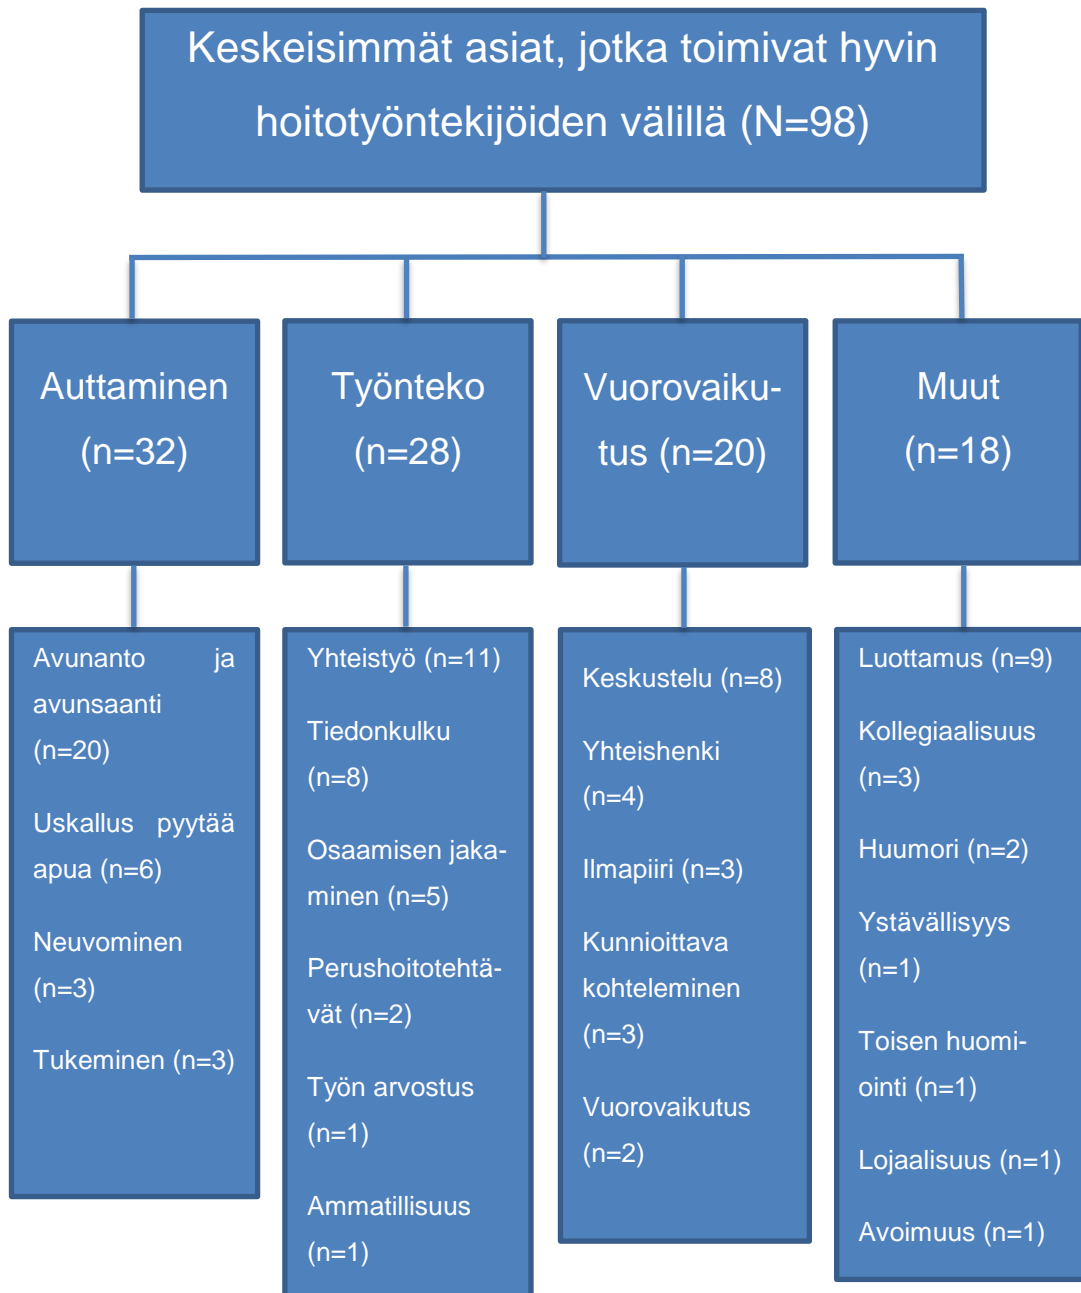 Keskeisimmät asiat, jotka toimivat hyvin
hoitotyöntekijöiden välillä (N=98)
Auttaminen
(n=32)
Työnteko
(n=28)
Vuorovaiku-
tus (n=20)
Muut
(n=18)
Avunanto ja
avunsaanti
(n=20)
Uskallus pyytää
apua (n=6)
Neuvominen
(n=3)
Tukeminen (n=3)
Yhteistyö (n=11)
Tiedonkulku
(n=8)
Osaamisen jaka-
minen (n=5)
Perushoitotehtä-
vät (n=2)
Työn arvostus
(n=1)
Ammatillisuus
(n=1)
Keskustelu (n=8)
Yhteishenki
(n=4)
Ilmapiiri (n=3)
Kunnioittava
kohteleminen
(n=3)
Vuorovaikutus
(n=2)
Luottamus (n=9)
Kollegiaalisuus
(n=3)
Huumori (n=2)
Ystävällisyys
(n=1)
Toisen huomi-
ointi (n=1)
Lojaalisuus (n=1)
Avoimuus (n=1)